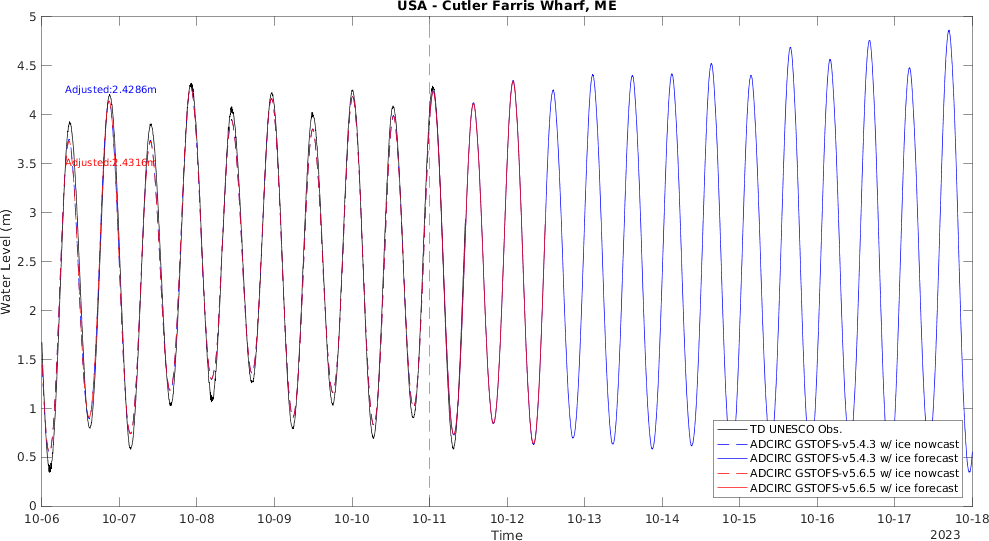 USA - Cutler Farris Wharf, ME
5
4.5
4
3.5
3
2.5
2
1.5
1
0.5
0
Water Level (m)
Adjusted:2.4286m
Adjusted:2.4316m
TD UNESCO Obs.
ADCIRC GSTOFS-v5.4.3 w/ ice nowcast
ADCIRC GSTOFS-v5.4.3 w/ ice forecast
ADCIRC GSTOFS-v5.6.5 w/ ice nowcast
ADCIRC GSTOFS-v5.6.5 w/ ice forecast
10-06 10-07 10-08 10-09 10-10 10-11 10-12 10-13 10-14 10-15 10-16 10-17 10-18
Time
2023